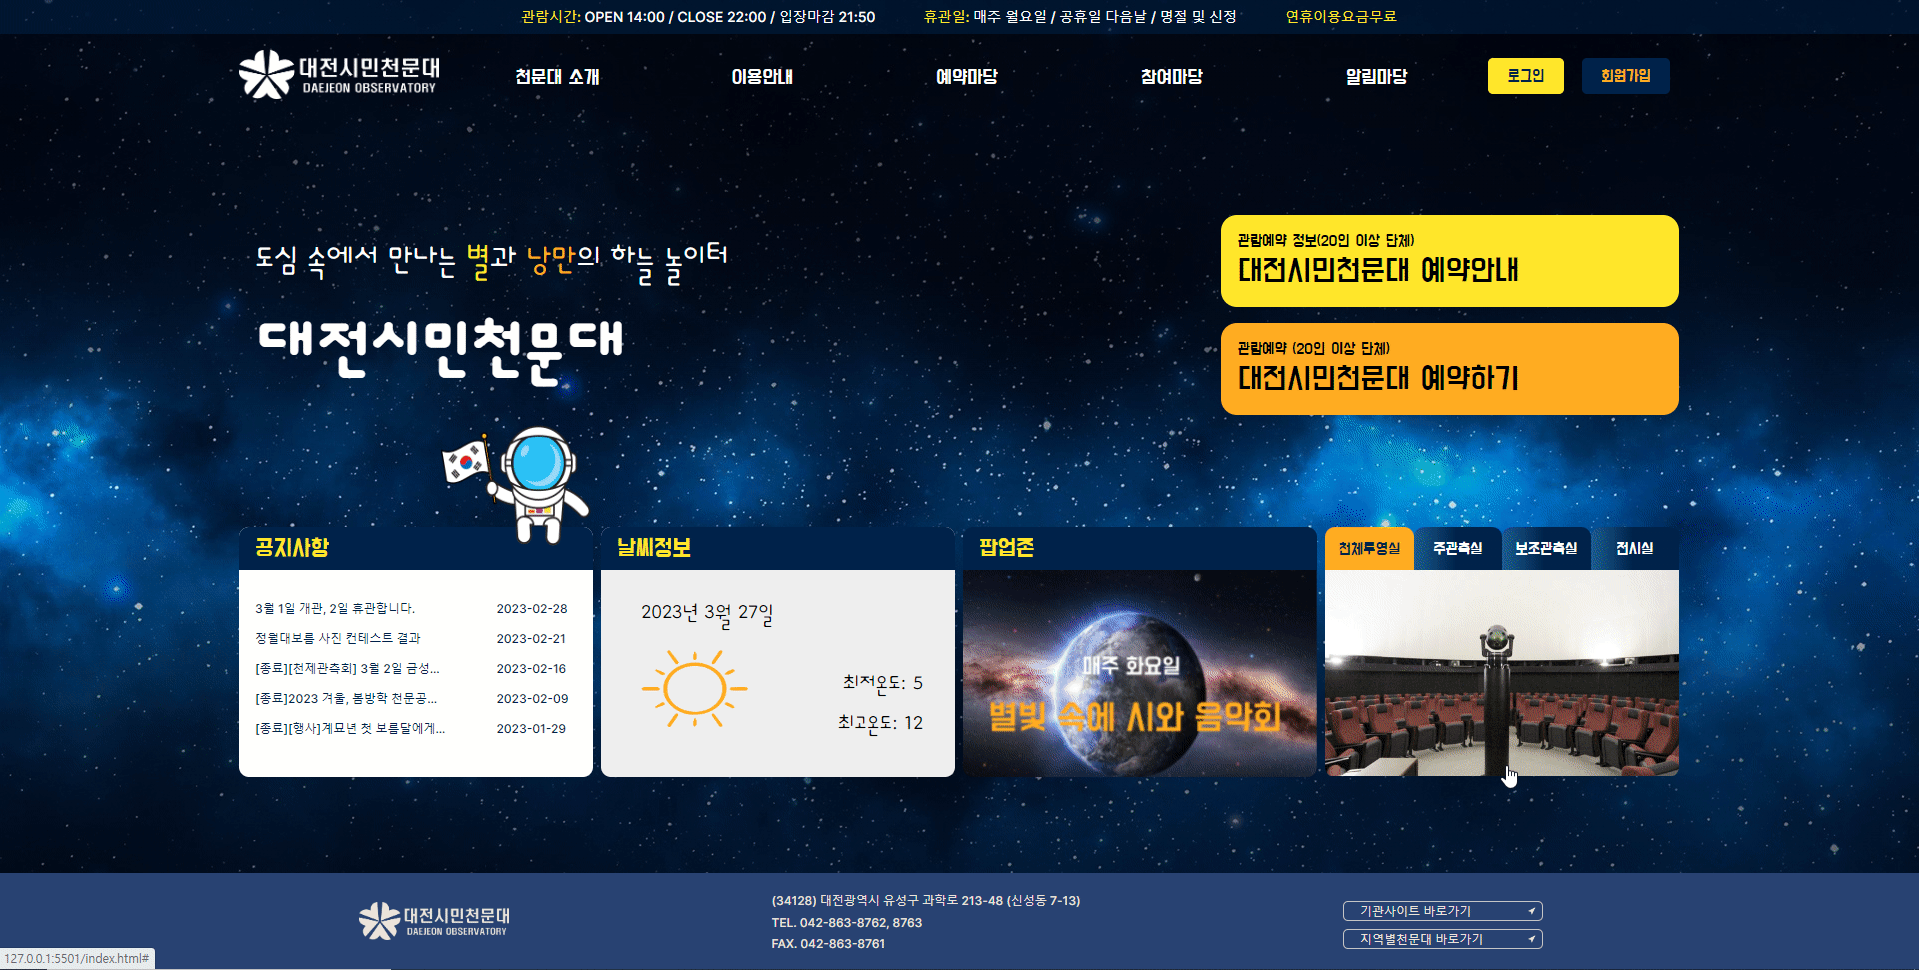 관람시간: OPEN 14:00 / CLOSE 22:00 / 입장마감 21:50 휴관일: 매주 월요일 / 공휴일 다음날 / 명절 및 신정 연휴이용요금무료
대전시민천문대
DAEJEON OBSERVATORY
천문대 소개 이용안내 예약마당 참여마당 알림마당 로그인 회원가입
도심 속에서 만나는 별과 낭만의 하늘 놀이터
대전시민천문대
관람예약 정보(20인 이상 단체)
대전시민천문대 예약안내
관람예약 (20인 이상 단체)
대전시민천문대 예약하기
공지사항
3월 1일 개관, 2일 휴관합니다. 2023-02-28
정월대보름 사진 컨테스트 결과 2023-02-21
[종료][천제관측회] 3월 2일 금성... 2023-02-16
[종료]2023 겨울, 봄방학 천문공... 2023-02-09
[종료][행사]계묘년 첫 보름달에게... 2023-01-29
날씨정보
2023년 3월 27일
최저온도: 5
최고온도: 12
팝업존
매주 화요일
별빛 속에 시와 음악회
천체투영실 주관측실 보조관측실 전시실
대전시민천문대
DAEJEON OBSERVATORY
(34128) 대전광역시 유성구 과학로 213-48 (신성동 7-13)
TEL. 042-863-8762, 8763
FAX. 042-863-8761
기관사이트 바로가기
지역별천문대 바로가기
127.0.0.1:5501/index.html#